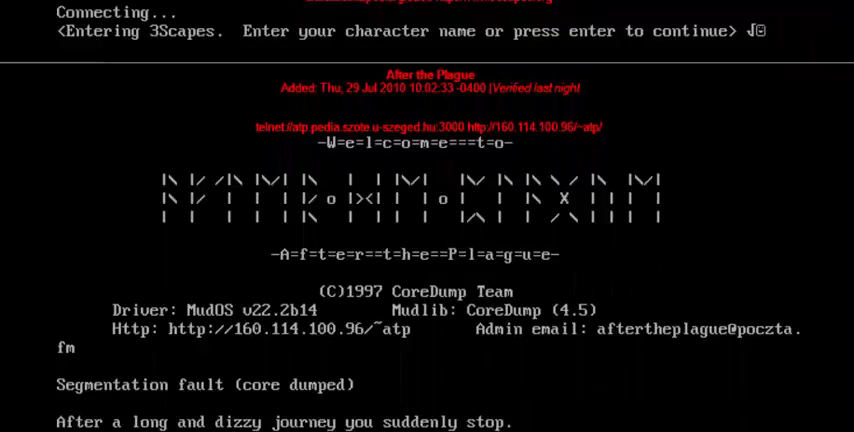 Connecting...
<Entering 3Scapes.  Enter your character name or press enter to continue> √
After the Plague
Added: Thu, 29 Jul 2010 10:02:33 -0400 |Verified last night
telnet://atp.pedia.szote.u-szeged.hu:3000 http://160.114.100.96/~atp/
-W=e=l=c=o=m=e===t=o-
-A=f=t=e=r==t=h=e==P=l=a=g=u=e-
(C)1997 CoreDump Team
Driver: MudOS v22.2b14        Mudlib: CoreDump (4.5)
Http: http://160.114.100.96/~atp        Admin email: aftertheplague@poczta.
fm
Segmentation fault (core dumped)
After a long and dizzy journey you suddenly stop.